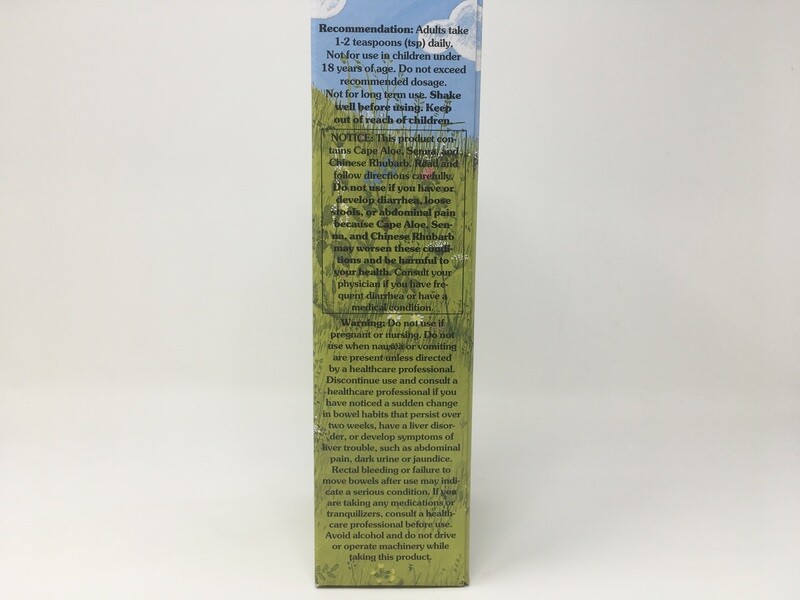 Recommendation: Adults take
1-2 teaspoons (tsp) daily.
Not for use in children under
18 years of age. Do not exceed
recommended dosage.
Not for long term use. Shake
well before using. Keep
out of reach of children.
NOTICE: This product con-
tains Cape Aloe, Senna, and
Chinese Rhubarb. Read and
follow directions carefully.
Do not use if you have or
develop diarrhea, loose
stools, or abdominal pain
because Cape Aloe, Sen-
na, and Chinese Rhubarb
may worsen these condi-
tions and be harmful to
your health. Consult your
physician if you have fre-
quent diarrhea or have a
medical condition.
Warning: Do not use if
pregnant or nursing. Do not
use when nausea or vomiting
are present unless directed
by a healthcare professional.
Discontinue use and consult a
healthcare professional if you
have noticed a sudden change
in bowel habits that persist over
two weeks, have a liver disor-
der, or develop symptoms of
liver trouble, such as abdominal
pain, dark urine or jaundice.
Rectal bleeding or failure to
move bowels after use may indi-
cate a serious condition. If you
are taking any medications or
tranquilizers, consult a health-
care professional before use.
Avoid alcohol and do not drive
or operate machinery while
taking this product.